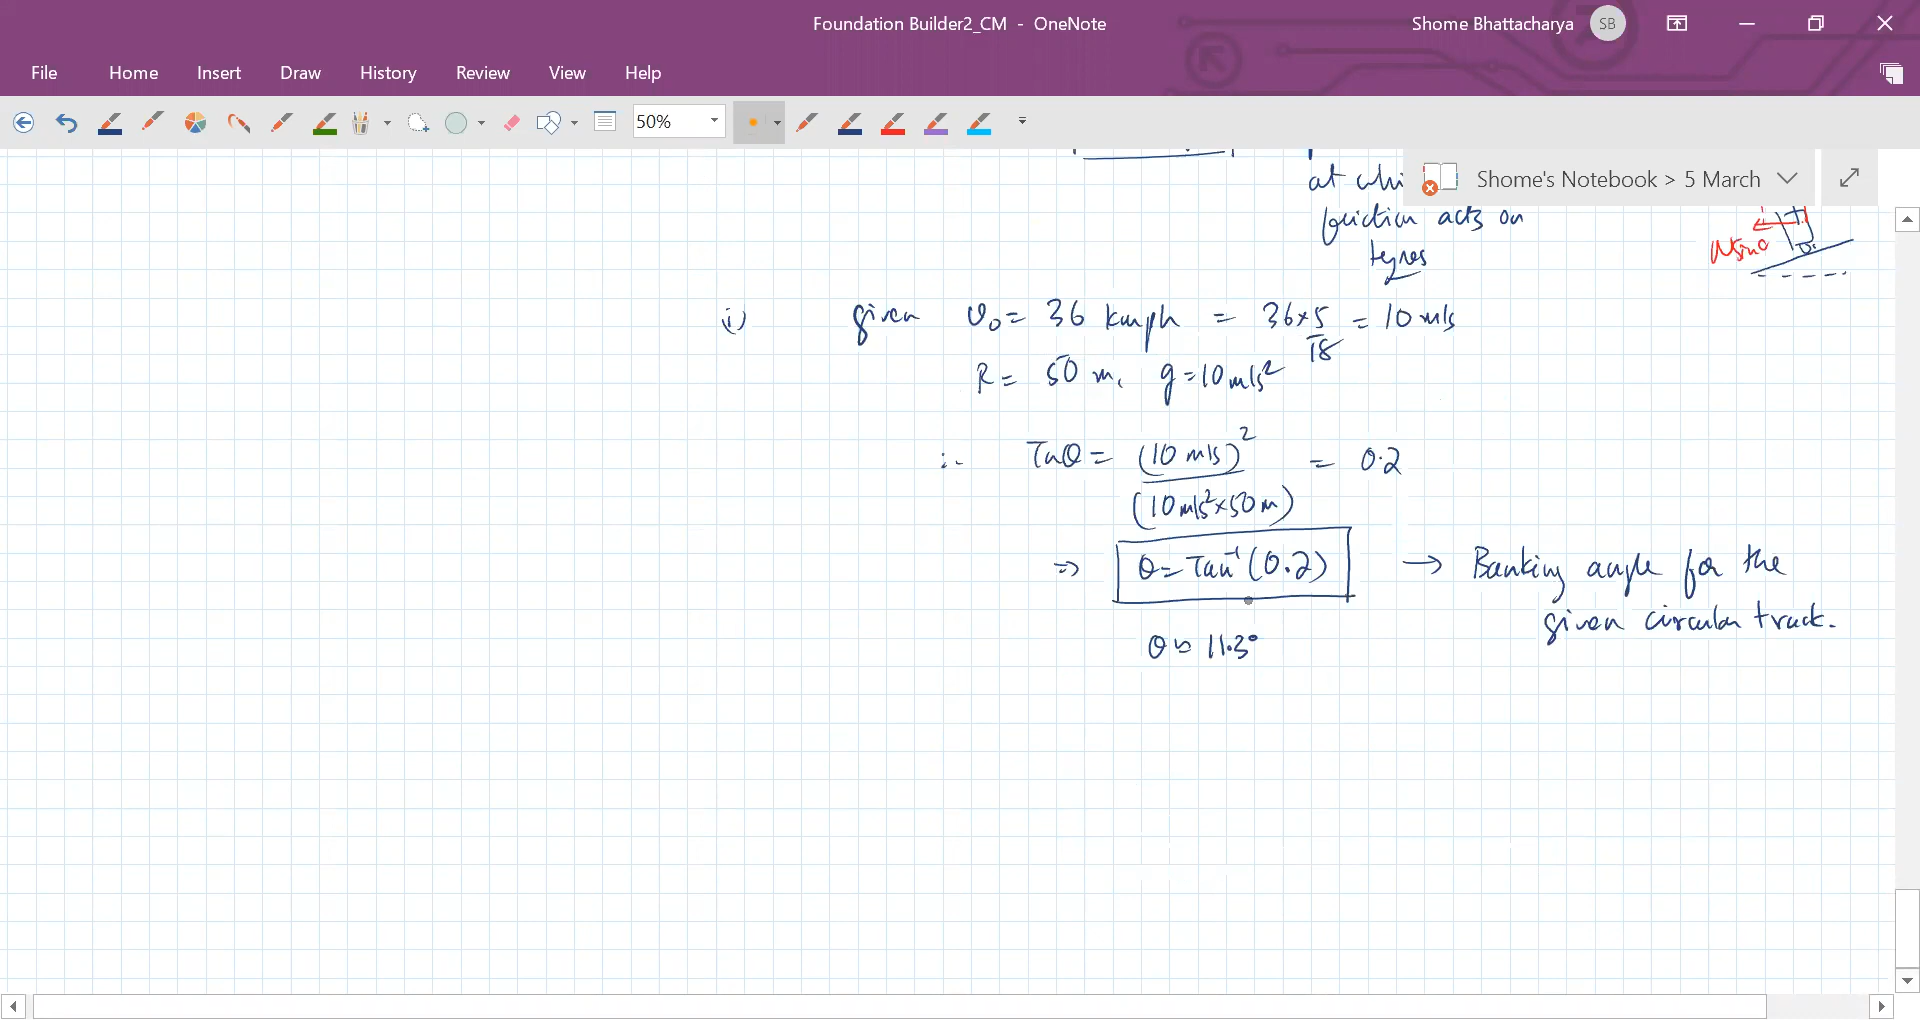 Foundation Builder2_CM - OneNote
Shome Bhattacharya SB
File Home Insert Draw History Review View Help
50%
Shome's Notebook > 5 March
at whi
friction acts on
tyres
Nsinθ
(i) given v₀ = 36 kmph = 36×5/18 = 10 m/s
R = 50 m, g = 10 m/s²
∴ Tanθ = (10 m/s)² / (10 m/s² × 50 m) = 0.2
⇒ θ = Tan⁻¹(0.2) → Banking angle for the
given circular track.
θ ≈ 11.3°